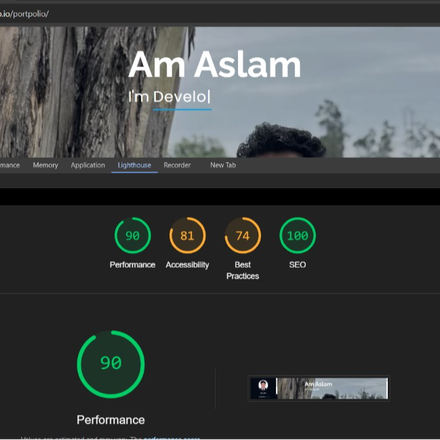 .io/portpolio/
Am Aslam
I'm Develo|
mance Memory Application Lighthouse Recorder New Tab
90 81 74 100
Performance Accessibility Best Practices SEO
90
Performance
Am Aslam
Values are estimated and may vary. The performance score